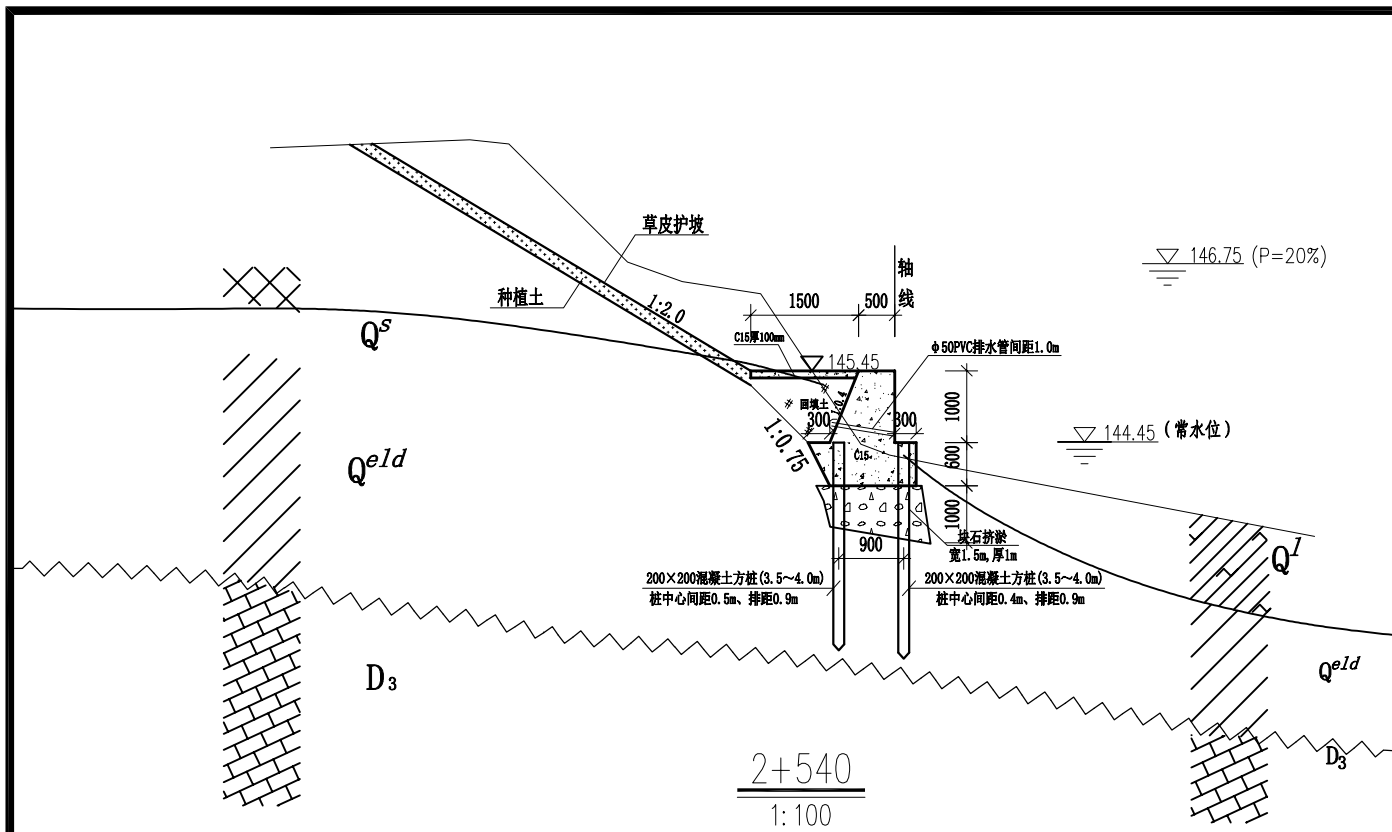 草皮护坡
种植土
1:2.0
轴线
1500
500
146.75 (P=20%)
C15厚100mm
145.45
φ50PVC排水管间距1.0m
Q^s
回填土
1:0.4
300
300
1000
144.45 (常水位)
1:0.75
C15
600
Q^eld
1000
900
块石挤淤
宽1.5m,厚1m
Q^l
200×200混凝土方桩(3.5~4.0m)
桩中心间距0.5m、排距0.9m
200×200混凝土方桩(3.5~4.0m)
桩中心间距0.4m、排距0.9m
D₃
Q^eld
D₃
2+540
1:100